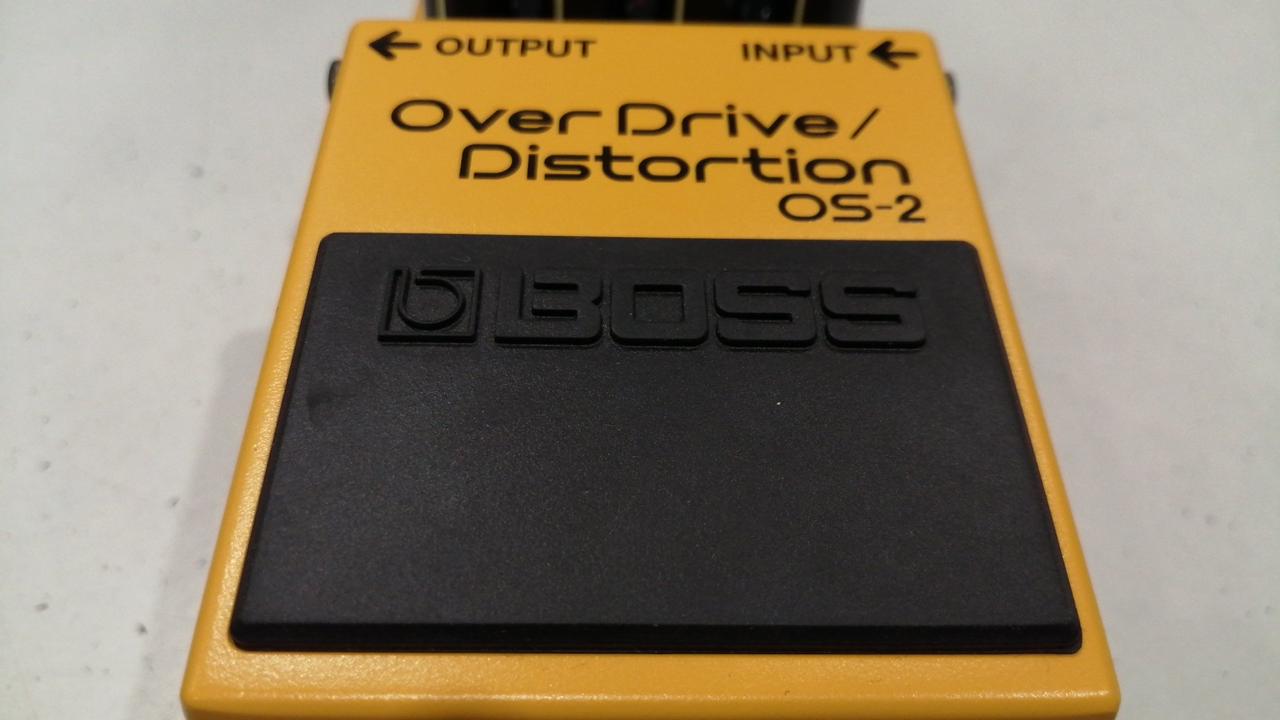 ← OUTPUT INPUT ←
Over Drive/
Distortion
OS-2
BOSS